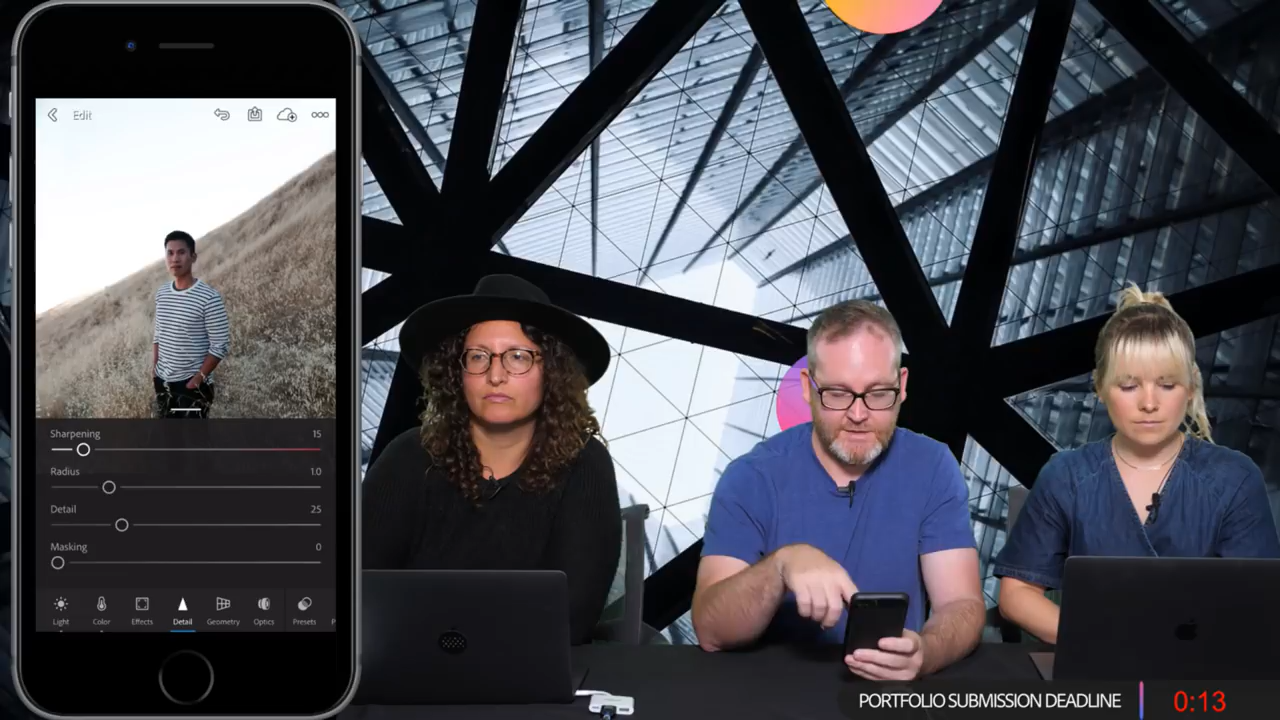 Edit
Sharpening 15
Radius 1.0
Detail 25
Masking 0
Light Color Effects Detail Geometry Optics Presets P
PORTFOLIO SUBMISSION DEADLINE 0:13